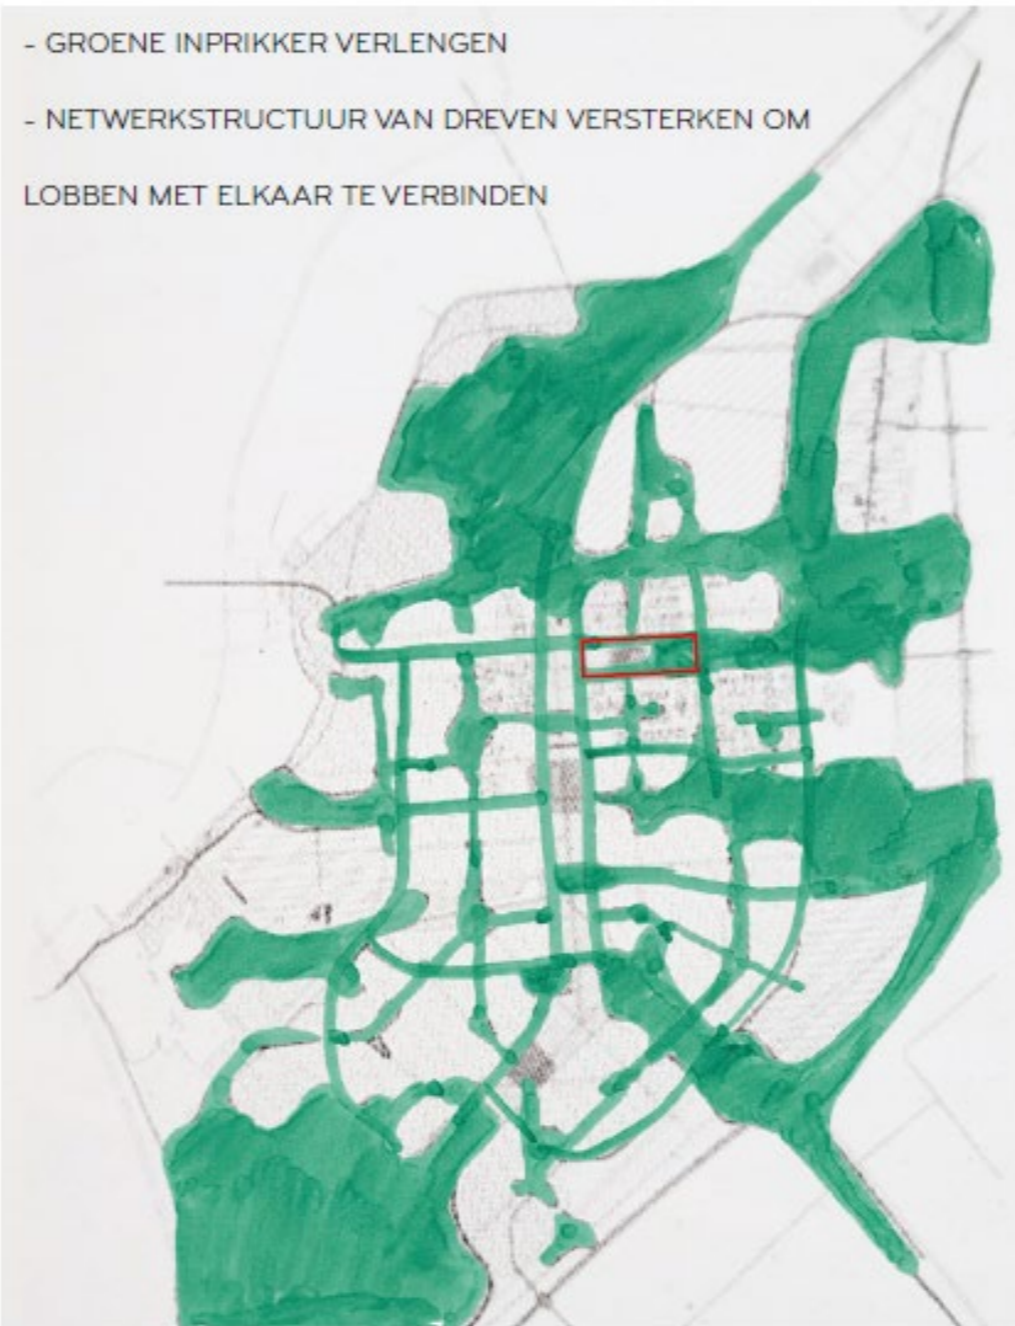 - GROENE INPRIKKER VERLENGEN
- NETWERKSTRUCTUUR VAN DREVEN VERSTERKEN OM
LOBBEN MET ELKAAR TE VERBINDEN